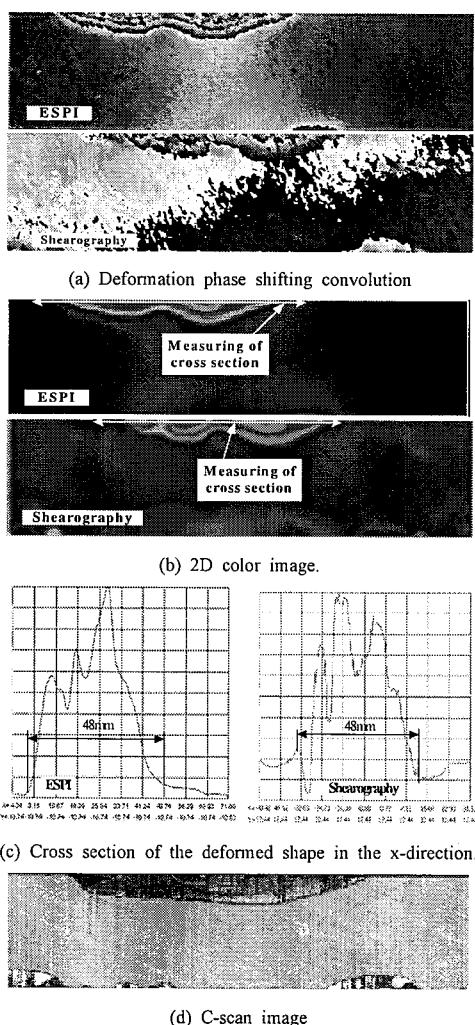 ESPI
Shearography
(a) Deformation phase shifting convolution
Measuring of
cross section
ESPI
Measuring of
cross section
Shearography
(b) 2D color image.
48mm
ESPI
48mm
Shearography
(c) Cross section of the deformed shape in the x-direction.
(d) C-scan image